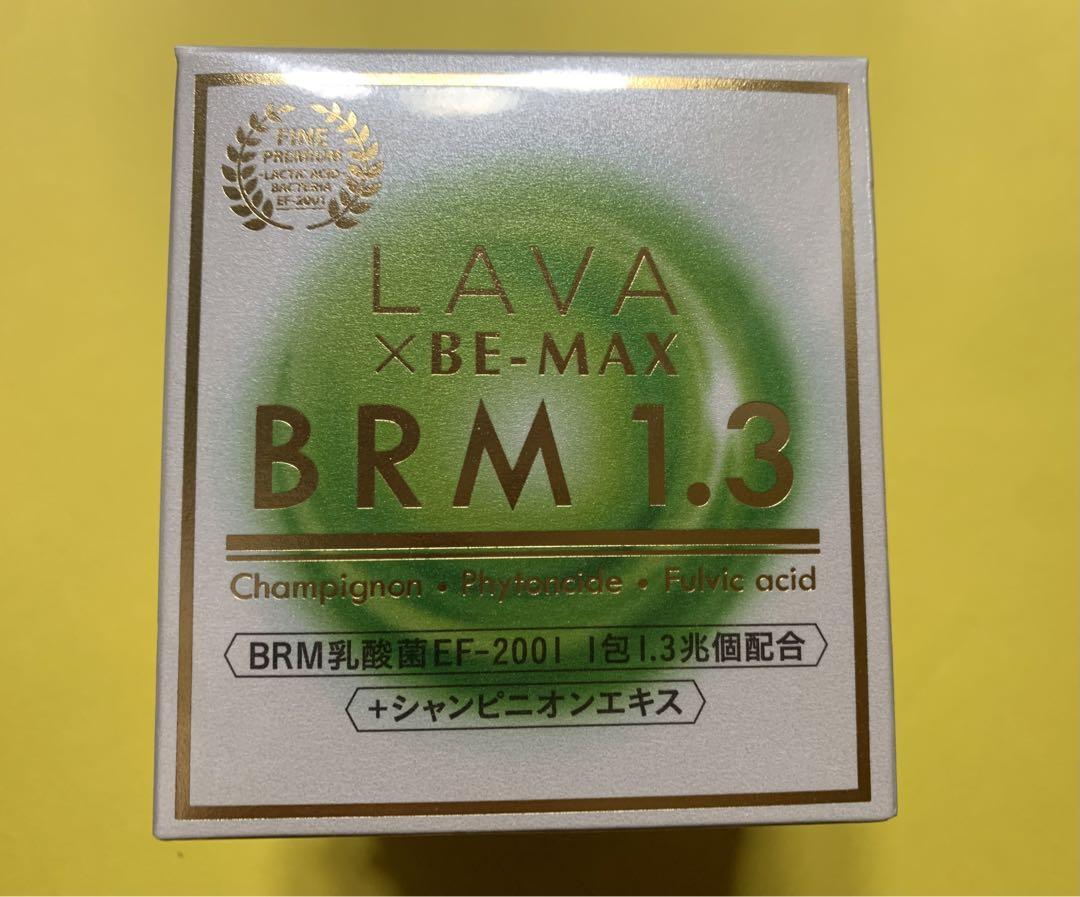 FINE
PREMIUM
-LACTIC ACID-
BACTERIA
EF-2001
LAVA
×BE-MAX
BRM 1.3
Champignon • Phytoncide • Fulvic acid
BRM乳酸菌EF-2001 1包1.3兆個配合
+シャンピニオンエキス